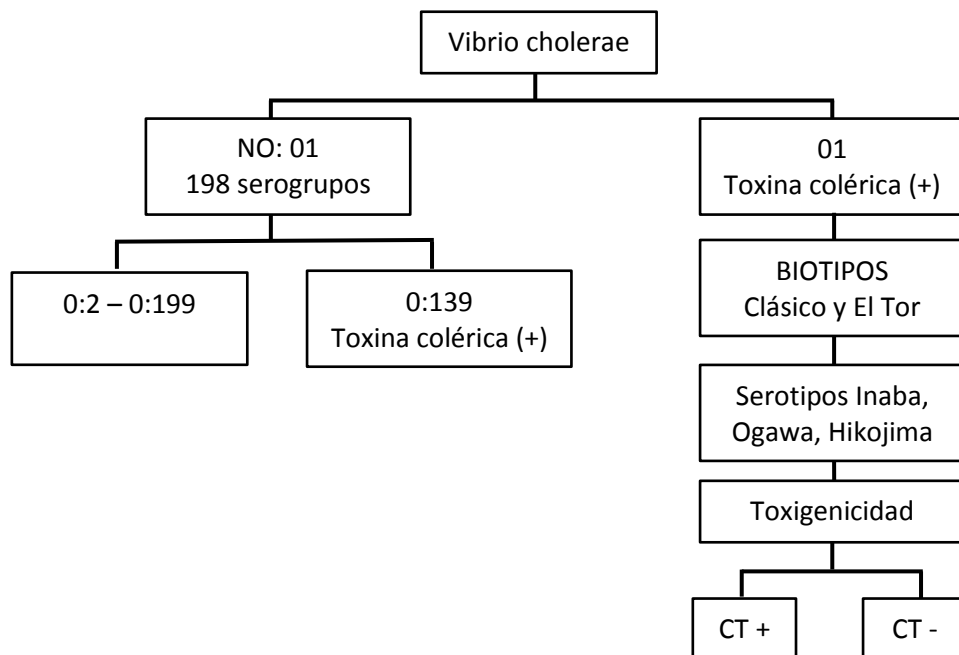 Vibrio cholerae
NO: 01
198 serogrupos
01
Toxina colérica (+)
0:2 – 0:199
0:139
Toxina colérica (+)
BIOTIPOS
Clásico y El Tor
Serotipos Inaba,
Ogawa, Hikojima
Toxigenicidad
CT +
CT -